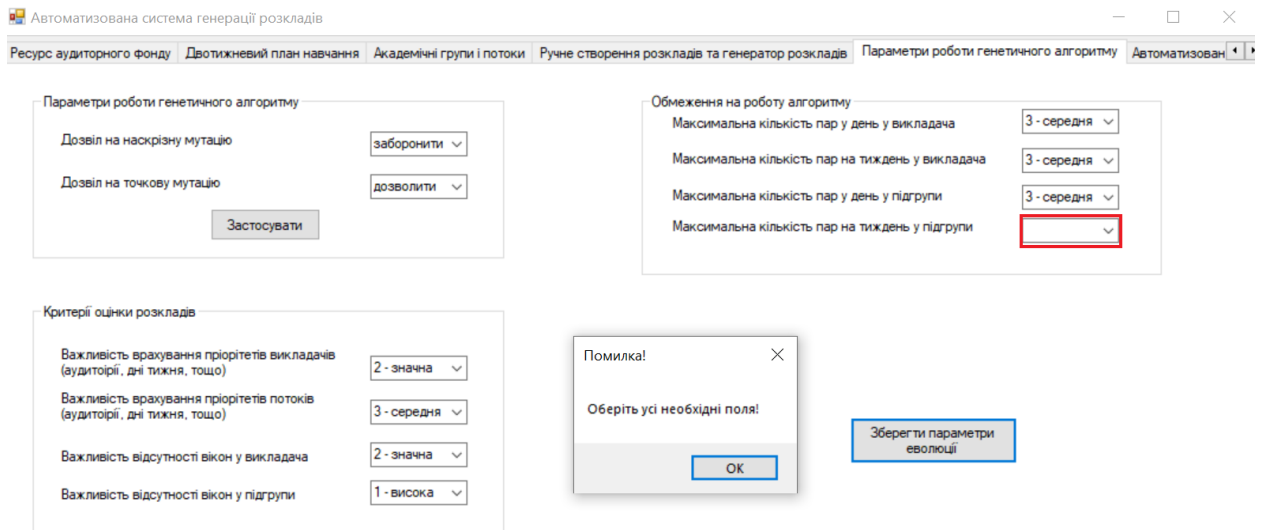 Автоматизована система генерації розкладів
Ресурс аудиторного фонду
Двотижневий план навчання
Академічні групи і потоки
Ручне створення розкладів та генератор розкладів
Параметри роботи генетичного алгоритму
Автоматизован
Параметри роботи генетичного алгоритму
Дозвіл на наскрізну мутацію
заборонити
Дозвіл на точкову мутацію
дозволити
Застосувати
Обмеження на роботу алгоритму
Максимальна кількість пар у день у викладача
3 - середня
Максимальна кількість пар на тиждень у викладача
3 - середня
Максимальна кількість пар у день у підгрупи
3 - середня
Максимальна кількість пар на тиждень у підгрупи
Критерії оцінки розкладів
Важливість врахування пріорітетів викладачів
(аудитоірії, дні тижня, тощо)
2 - значна
Важливість врахування пріорітетів потоків
(аудитоірії, дні тижня, тощо)
3 - середня
Важливість відсутності вікон у викладача
2 - значна
Важливість відсутності вікон у підгрупи
1 - висока
Помилка!
Оберіть усі необхідні поля!
ОК
Зберегти параметри
еволюції